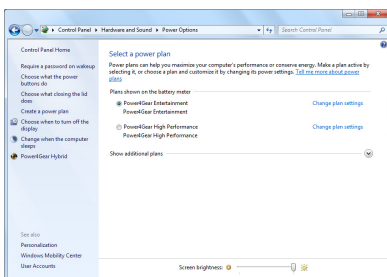 Control Panel
Hardware and Sound
Power Options
Search Control Panel
Control Panel Home
Require a password on wakeup
Choose what the power
buttons do
Choose what closing the lid
does
Create a power plan
Choose when to turn off the
display
Change when the computer
sleeps
Power4Gear Hybrid
See also
Personalization
Windows Mobility Center
User Accounts
Select a power plan
Power plans can help you maximize your computer's performance or conserve energy. Make a plan active by
selecting it, or choose a plan and customize it by changing its power settings. Tell me more about power
plans
Plans shown on the battery meter
Power4Gear Entertainment
Change plan settings
Power4Gear Entertainment
Power4Gear High Performance
Change plan settings
Power4Gear High Performance
Show additional plans
Screen brightness: